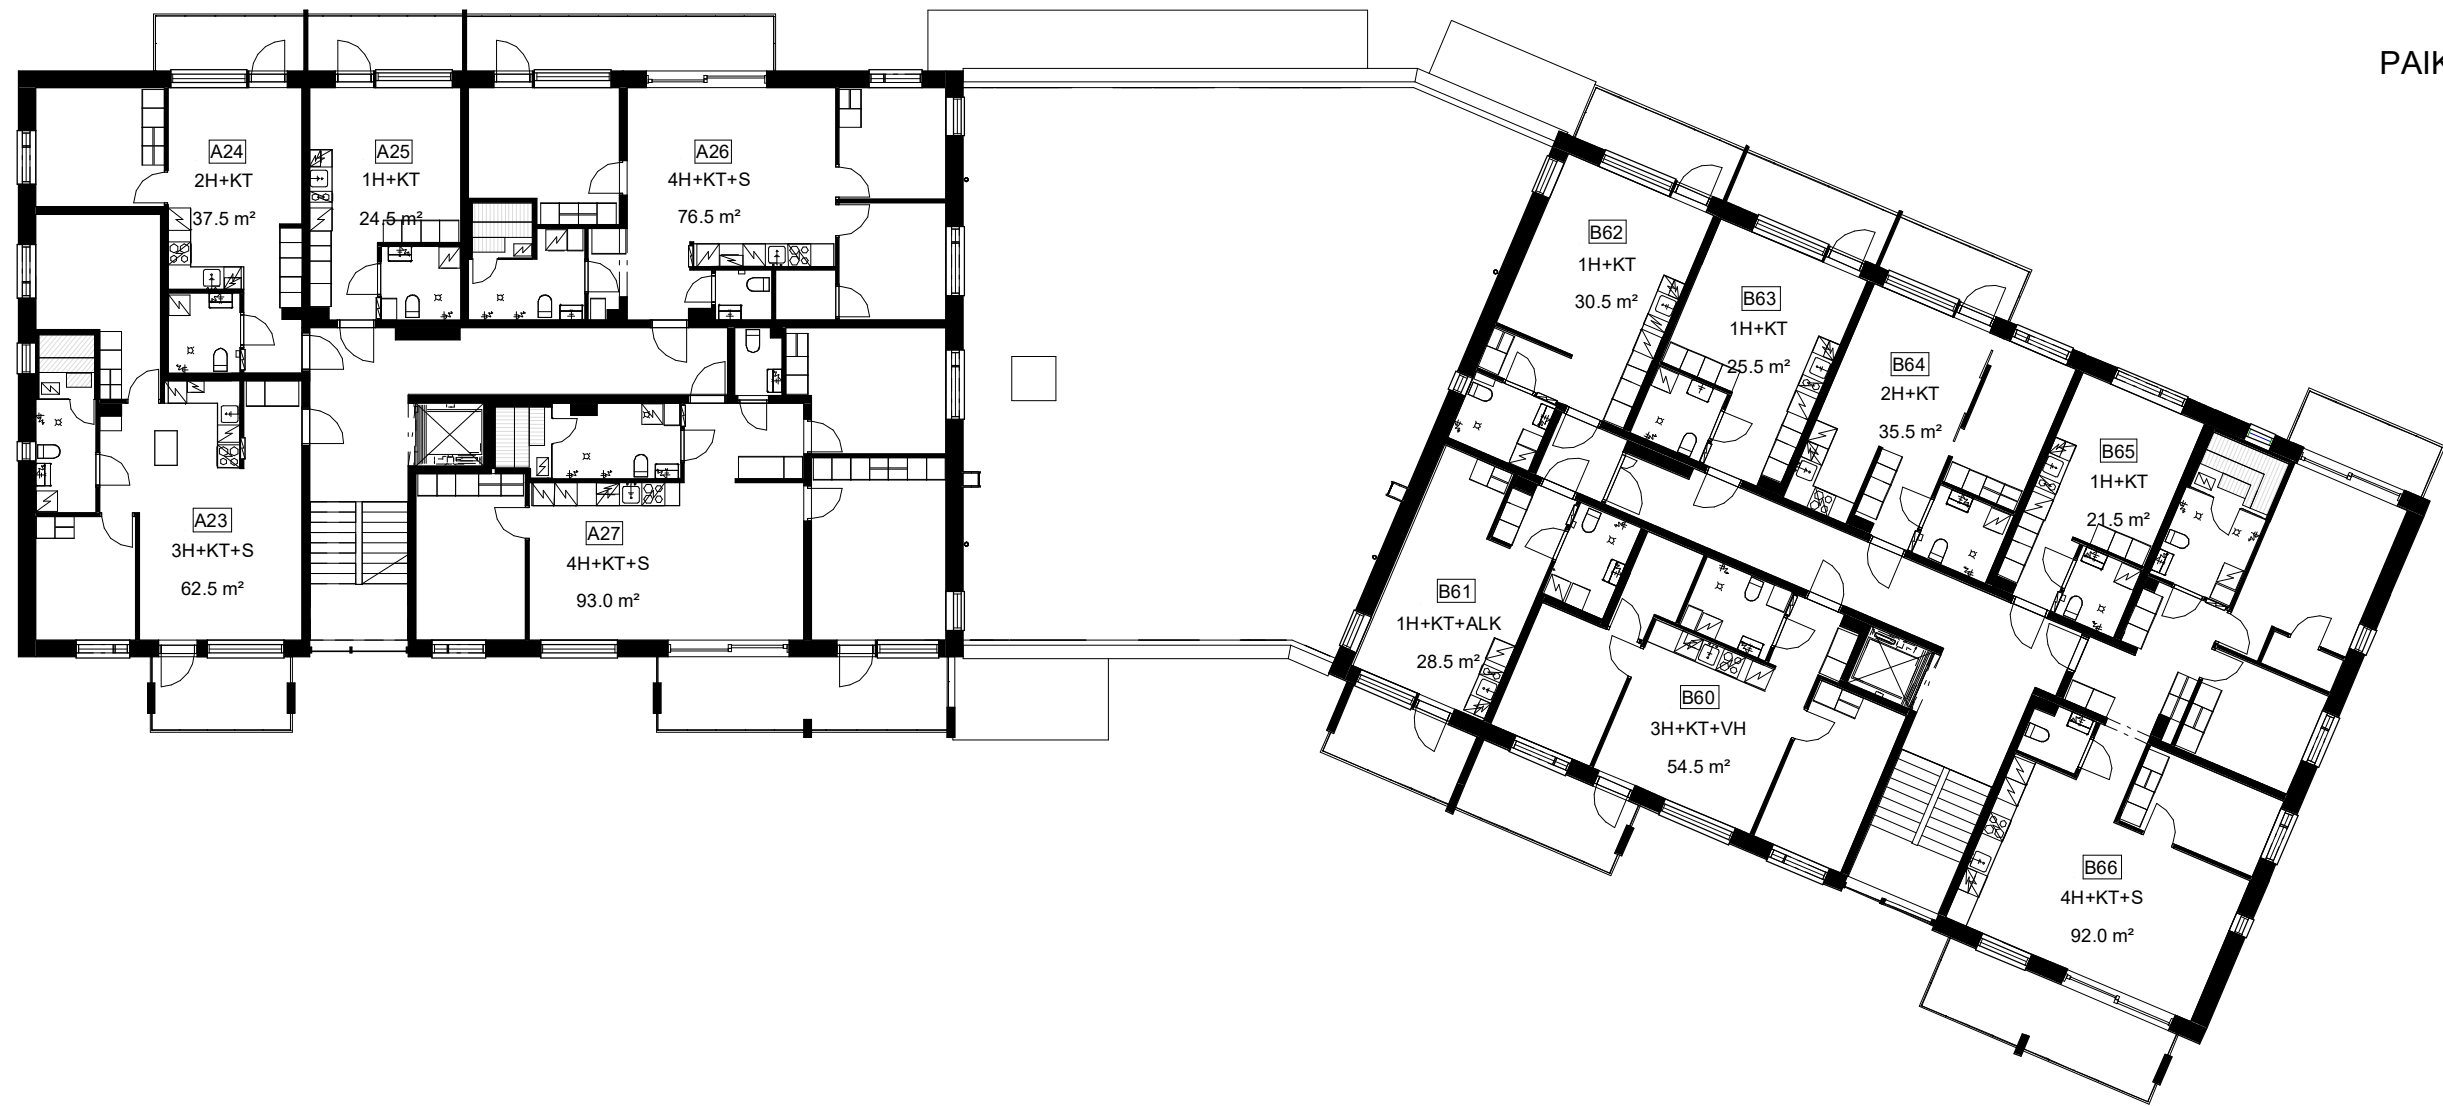 PAIK
A24
2H+KT
37.5 m²
A25
1H+KT
24.5 m²
A26
4H+KT+S
76.5 m²
A23
3H+KT+S
62.5 m²
A27
4H+KT+S
93.0 m²
B62
1H+KT
30.5 m²
B63
1H+KT
25.5 m²
B64
2H+KT
35.5 m²
B65
1H+KT
21.5 m²
B61
1H+KT+ALK
28.5 m²
B60
3H+KT+VH
54.5 m²
B66
4H+KT+S
92.0 m²